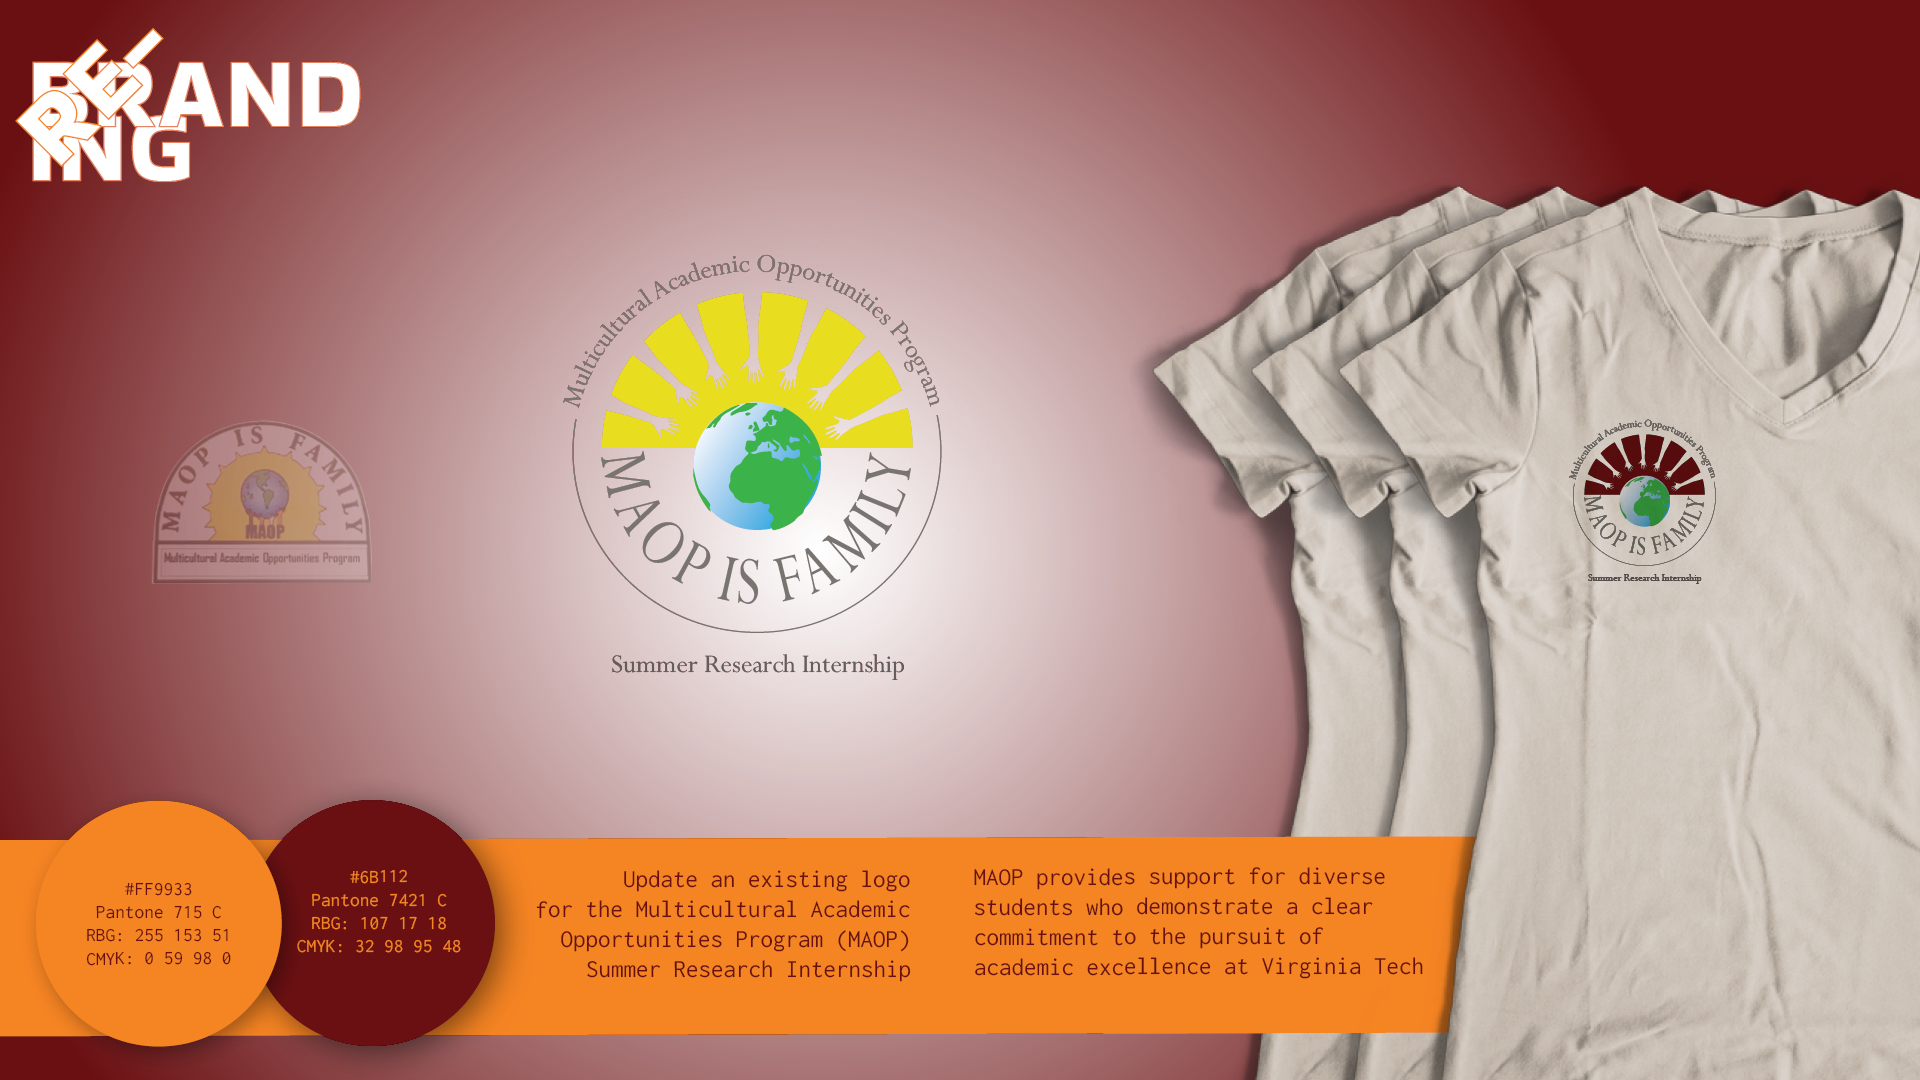 RE-
BRAND
ING
MAOP IS FAMILY
MAOP
Multicultural Academic Opportunities Program
Multicultural Academic Opportunities Program
MAOP IS FAMILY
Summer Research Internship
Multicultural Academic Opportunities Program
MAOP IS FAMILY
Summer Research Internship
#FF9933
Pantone 715 C
RBG: 255 153 51
CMYK: 0 59 98 0
#6B112
Pantone 7421 C
RBG: 107 17 18
CMYK: 32 98 95 48
Update an existing logo
for the Multicultural Academic
Opportunities Program (MAOP)
Summer Research Internship
MAOP provides support for diverse
students who demonstrate a clear
commitment to the pursuit of
academic excellence at Virginia Tech